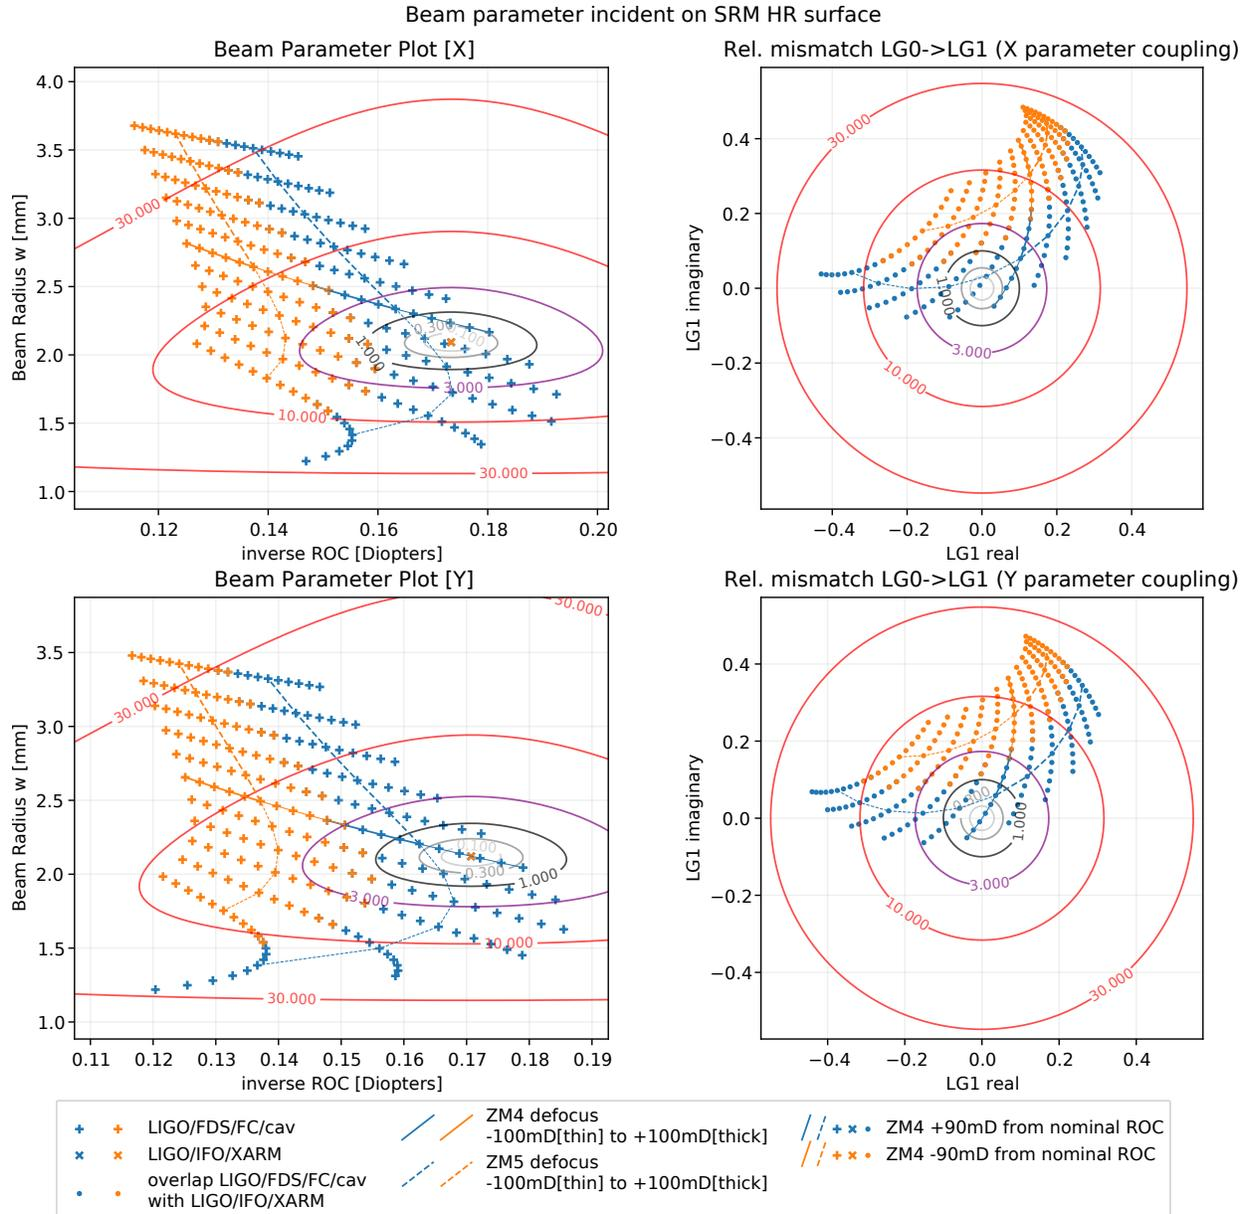 Beam parameter incident on SRM HR surface
Beam Parameter Plot [X]
4.0
3.5
3.0
2.5
2.0
1.5
1.0
Beam Radius w [mm]
30.000
0.300
0.100
1.000
3.000
10.000
30.000
0.12 0.14 0.16 0.18 0.20
inverse ROC [Diopters]
Rel. mismatch LG0->LG1 (X parameter coupling)
0.4
0.2
0.0
−0.2
−0.4
LG1 imaginary
30.000
1.000
3.000
10.000
−0.4 −0.2 0.0 0.2 0.4
LG1 real
Beam Parameter Plot [Y]
3.5
3.0
2.5
2.0
1.5
1.0
Beam Radius w [mm]
30.000
30.000
0.100
0.300
1.000
3.000
10.000
30.000
0.11 0.12 0.13 0.14 0.15 0.16 0.17 0.18 0.19
inverse ROC [Diopters]
Rel. mismatch LG0->LG1 (Y parameter coupling)
0.4
0.2
0.0
−0.2
−0.4
LG1 imaginary
0.300
1.000
3.000
10.000
30.000
−0.4 −0.2 0.0 0.2 0.4
LG1 real
LIGO/FDS/FC/cav
LIGO/IFO/XARM
overlap LIGO/FDS/FC/cav
with LIGO/IFO/XARM
ZM4 defocus
-100mD[thin] to +100mD[thick]
ZM5 defocus
-100mD[thin] to +100mD[thick]
ZM4 +90mD from nominal ROC
ZM4 -90mD from nominal ROC